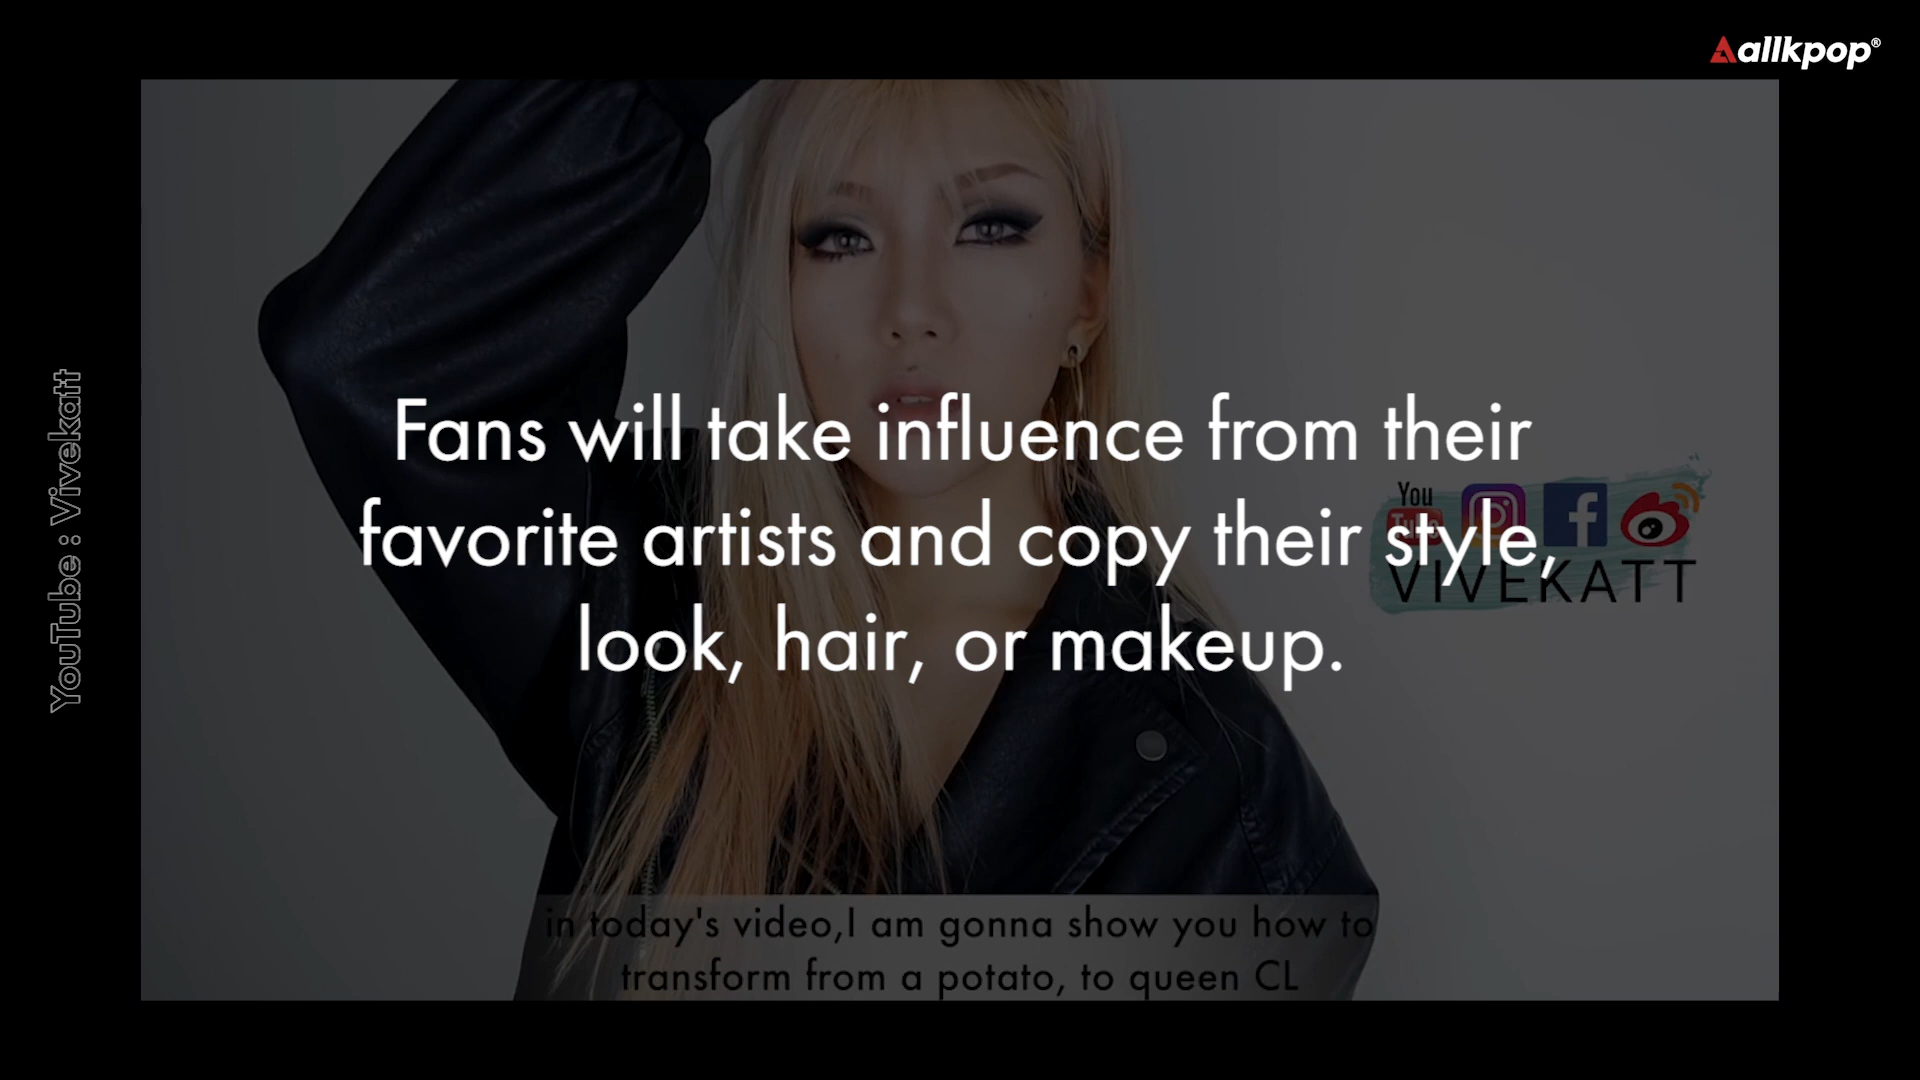 allkpop®
YouTube : Vivekatt
Fans will take influence from their
favorite artists and copy their style,
look, hair, or makeup.
You
Tube
VIVEKATT
in today's video,I am gonna show you how to
transform from a potato, to queen CL